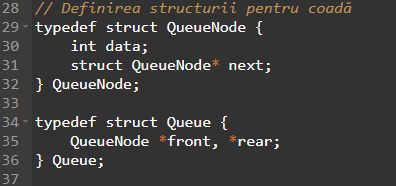 28 // Definirea structurii pentru coadă
29 typedef struct QueueNode {
30     int data;
31     struct QueueNode* next;
32 } QueueNode;
33
34 typedef struct Queue {
35     QueueNode *front, *rear;
36 } Queue;
37